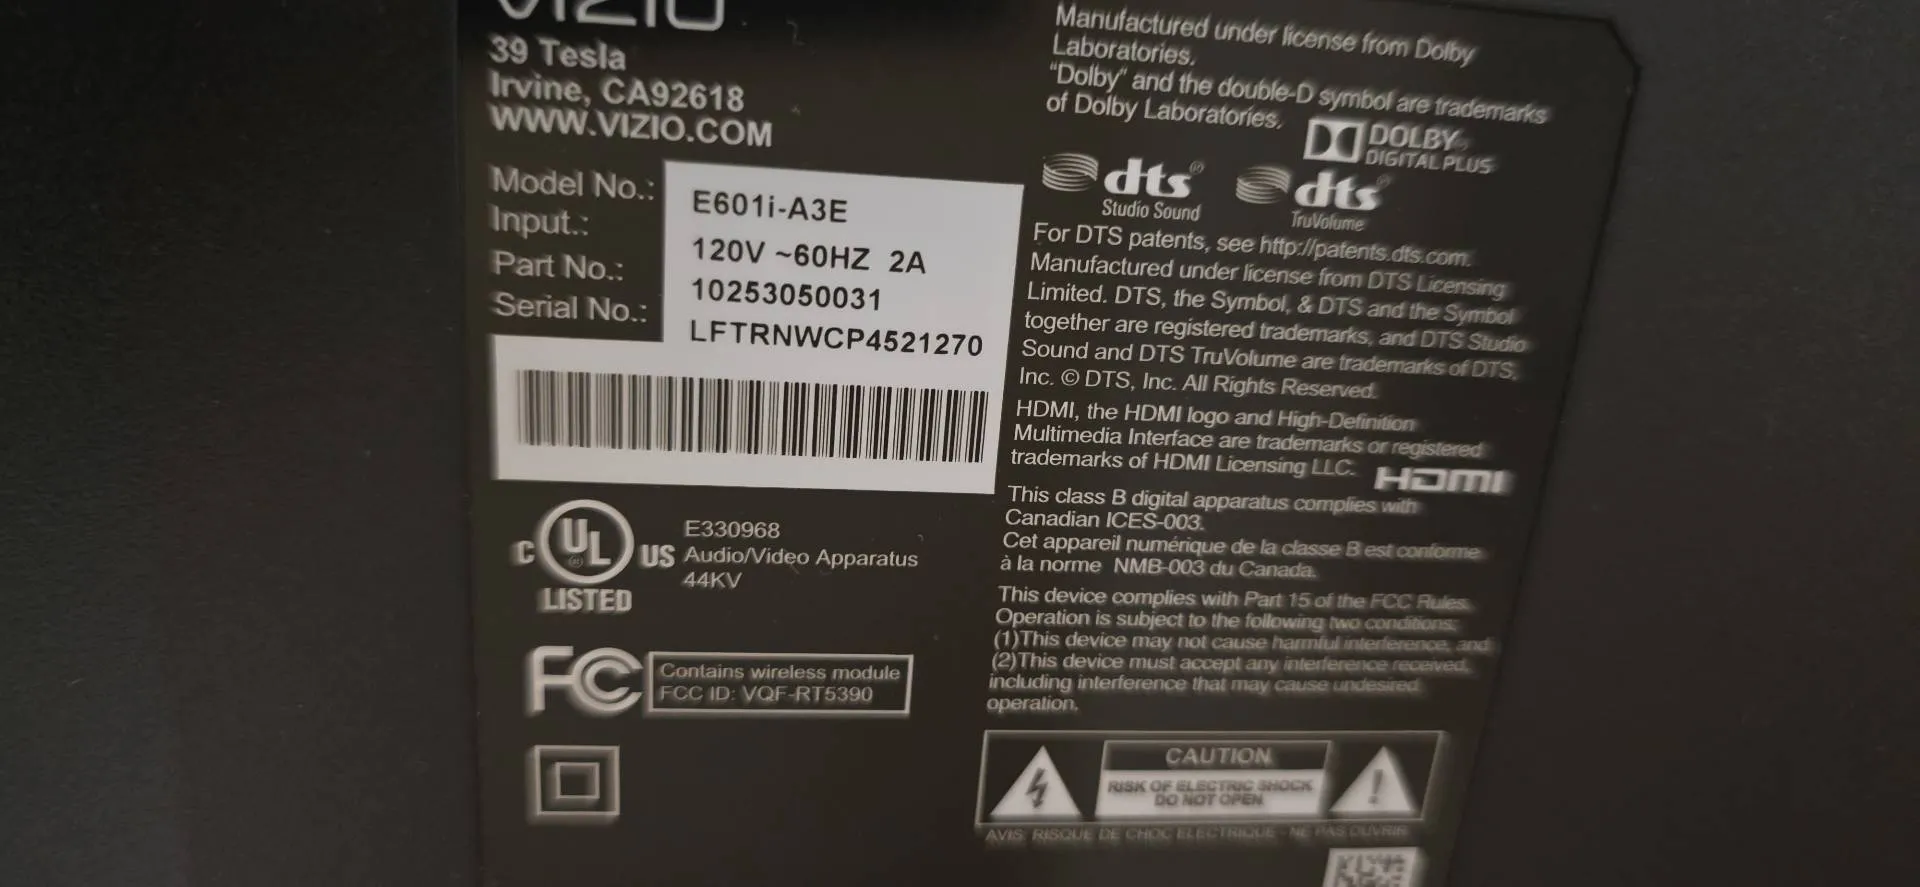 VIZIO
39 Tesla
Irvine, CA92618
WWW.VIZIO.COM
Model No.: E601i-A3E
Input.: 120V ~60HZ 2A
Part No.: 10253050031
Serial No.: LFTRNWCP4521270
C UL US
®
LISTED
E330968
Audio/Video Apparatus
44KV
FC
Contains wireless module
FCC ID: VQF-RT5390
Manufactured under license from Dolby
Laboratories.
"Dolby" and the double-D symbol are trademarks
of Dolby Laboratories.
DOLBY
DIGITAL PLUS
dts®
Studio Sound
dts®
TruVolume
For DTS patents, see http://patents.dts.com.
Manufactured under license from DTS Licensing
Limited. DTS, the Symbol, & DTS and the Symbol
together are registered trademarks, and DTS Studio
Sound and DTS TruVolume are trademarks of DTS,
Inc. © DTS, Inc. All Rights Reserved.
HDMI, the HDMI logo and High-Definition
Multimedia Interface are trademarks or registered
trademarks of HDMI Licensing LLC.
HDMI
This class B digital apparatus complies with
Canadian ICES-003.
Cet appareil numérique de la classe B est conforme
à la norme NMB-003 du Canada.
This device complies with Part 15 of the FCC Rules.
Operation is subject to the following two conditions:
(1)This device may not cause harmful interference, and
(2)This device must accept any interference received,
including interference that may cause undesired
operation.
CAUTION
RISK OF ELECTRIC SHOCK
DO NOT OPEN
AVIS: RISQUE DE CHOC ELECTRIQUE - NE PAS OUVRIR